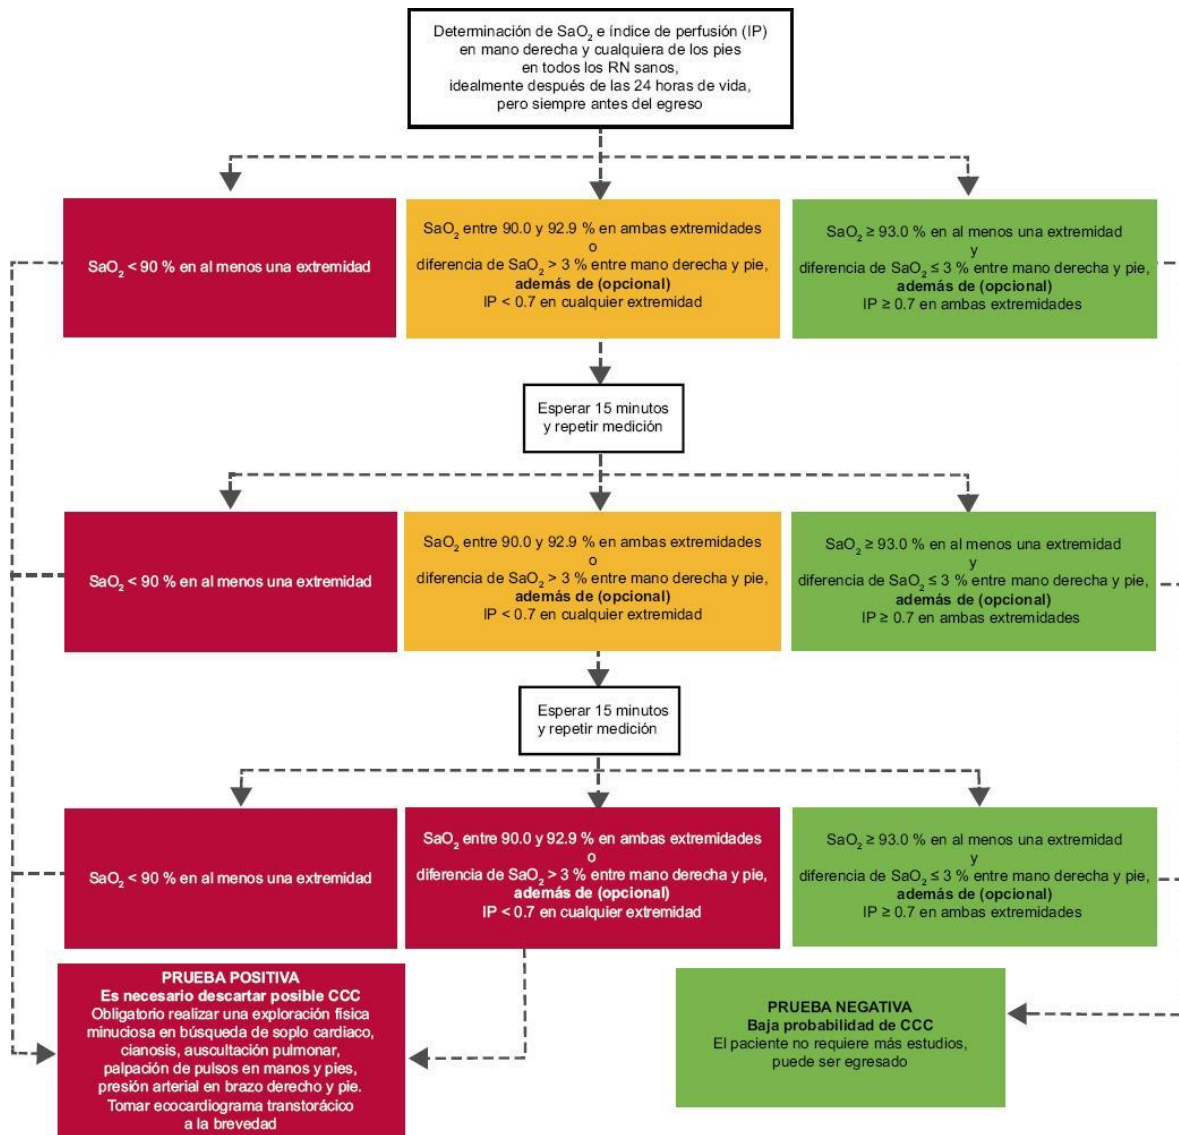 Determinación de SaO₂ e índice de perfusión (IP)
en mano derecha y cualquiera de los pies
en todos los RN sanos,
idealmente después de las 24 horas de vida,
pero siempre antes del egreso
SaO₂ < 90 % en al menos una extremidad
SaO₂ entre 90.0 y 92.9 % en ambas extremidades
o
diferencia de SaO₂ > 3 % entre mano derecha y pie,
además de (opcional)
IP < 0.7 en cualquier extremidad
SaO₂ ≥ 93.0 % en al menos una extremidad
y
diferencia de SaO₂ ≤ 3 % entre mano derecha y pie,
además de (opcional)
IP ≥ 0.7 en ambas extremidades
Esperar 15 minutos
y repetir medición
SaO₂ < 90 % en al menos una extremidad
SaO₂ entre 90.0 y 92.9 % en ambas extremidades
o
diferencia de SaO₂ > 3 % entre mano derecha y pie,
además de (opcional)
IP < 0.7 en cualquier extremidad
SaO₂ ≥ 93.0 % en al menos una extremidad
y
diferencia de SaO₂ ≤ 3 % entre mano derecha y pie,
además de (opcional)
IP ≥ 0.7 en ambas extremidades
Esperar 15 minutos
y repetir medición
SaO₂ < 90 % en al menos una extremidad
SaO₂ entre 90.0 y 92.9 % en ambas extremidades
o
diferencia de SaO₂ > 3 % entre mano derecha y pie,
además de (opcional)
IP < 0.7 en cualquier extremidad
SaO₂ ≥ 93.0 % en al menos una extremidad
y
diferencia de SaO₂ ≤ 3 % entre mano derecha y pie,
además de (opcional)
IP ≥ 0.7 en ambas extremidades
PRUEBA POSITIVA
Es necesario descartar posible CCC
Obligatorio realizar una exploración física
minuciosa en búsqueda de soplo cardiaco,
cianosis, auscultación pulmonar,
palpación de pulsos en manos y pies,
presión arterial en brazo derecho y pie.
Tomar ecocardiograma transtorácico
a la brevedad
PRUEBA NEGATIVA
Baja probabilidad de CCC
El paciente no requiere más estudios,
puede ser egresado